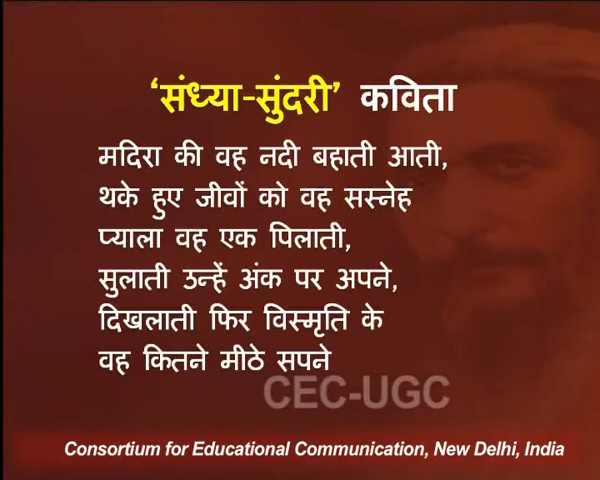 ‘संध्या-सुंदरी’ कविता
मदिरा की वह नदी बहाती आती,
थके हुए जीवों को वह सस्नेह
प्याला वह एक पिलाती,
सुलाती उन्हें अंक पर अपने,
दिखलाती फिर विस्मृति के
वह कितने मीठे सपने
CEC-UGC
Consortium for Educational Communication, New Delhi, India